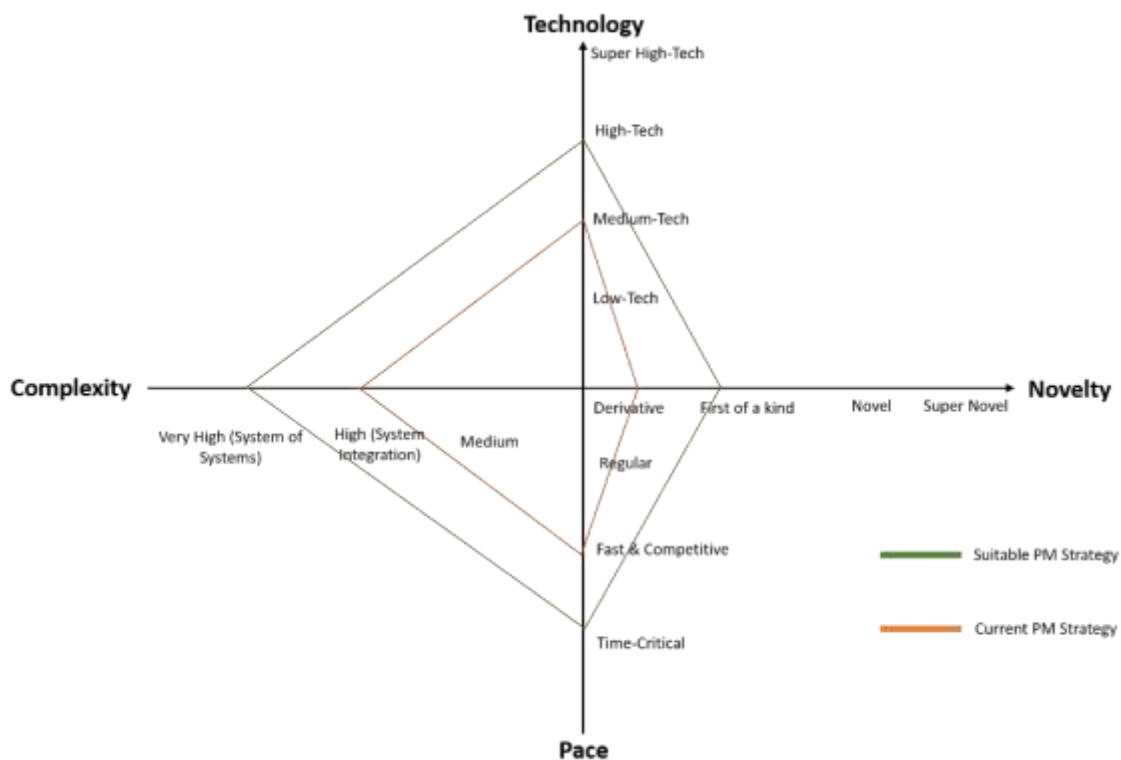 Technology
Super High-Tech
High-Tech
Medium-Tech
Low-Tech
Complexity
Novelty
Derivative
First of a kind
Novel
Super Novel
Very High (System of
Systems)
High (System
Integration)
Medium
Regular
Fast & Competitive
Time-Critical
Pace
Suitable PM Strategy
Current PM Strategy